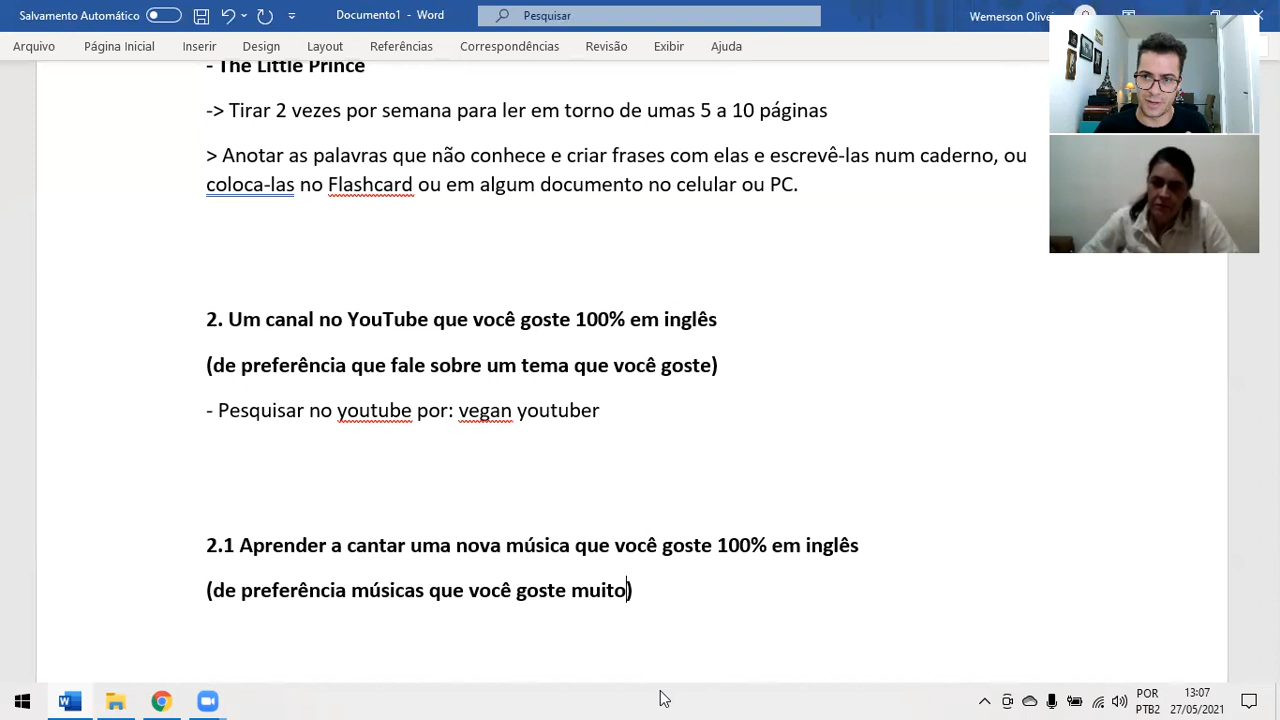 Salvamento Automático
Pesquisar
Wemerson Oliv
Arquivo Página Inicial Inserir Design Layout Referências Correspondências Revisão Exibir Ajuda
- The Little Prince
-> Tirar 2 vezes por semana para ler em torno de umas 5 a 10 páginas
> Anotar as palavras que não conhece e criar frases com elas e escrevê-las num caderno, ou
coloca-las no Flashcard ou em algum documento no celular ou PC.
2. Um canal no YouTube que você goste 100% em inglês
(de preferência que fale sobre um tema que você goste)
- Pesquisar no youtube por: vegan youtuber
2.1 Aprender a cantar uma nova música que você goste 100% em inglês
(de preferência músicas que você goste muito)
POR 13:07
PTB2 27/05/2021